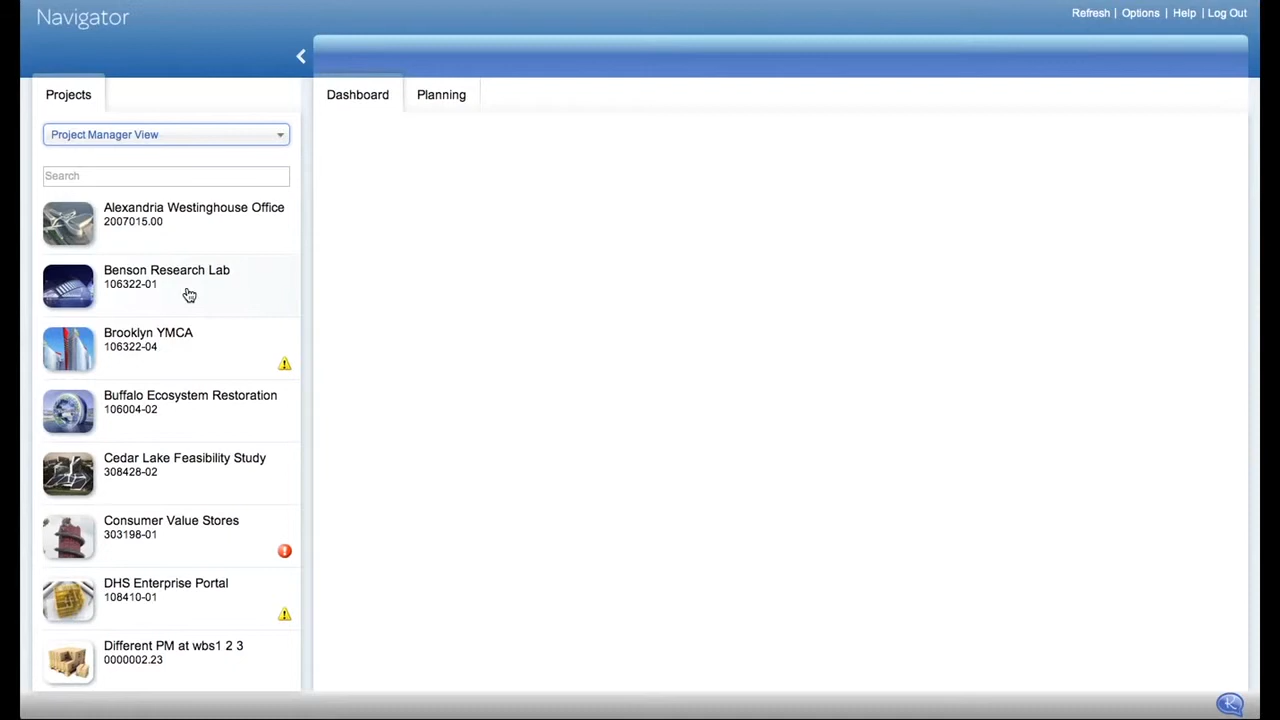 Navigator
Refresh | Options | Help | Log Out
Projects
Dashboard
Planning
Project Manager View
Search
Alexandria Westinghouse Office
2007015.00
Benson Research Lab
106322-01
Brooklyn YMCA
106322-04
Buffalo Ecosystem Restoration
106004-02
Cedar Lake Feasibility Study
308428-02
Consumer Value Stores
303198-01
DHS Enterprise Portal
108410-01
Different PM at wbs1 2 3
0000002.23
K